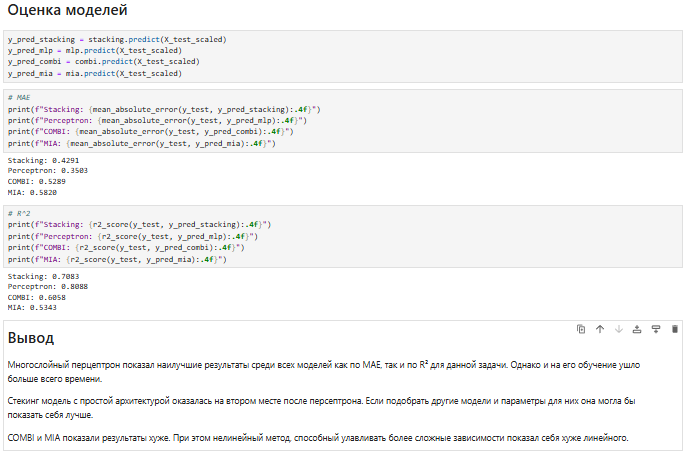 Оценка моделей
y_pred_stacking = stacking.predict(X_test_scaled)
y_pred_mlp = mlp.predict(X_test_scaled)
y_pred_combi = combi.predict(X_test_scaled)
y_pred_mia = mia.predict(X_test_scaled)
# MAE
print(f"Stacking: {mean_absolute_error(y_test, y_pred_stacking):.4f}")
print(f"Perceptron: {mean_absolute_error(y_test, y_pred_mlp):.4f}")
print(f"COMBI: {mean_absolute_error(y_test, y_pred_combi):.4f}")
print(f"MIA: {mean_absolute_error(y_test, y_pred_mia):.4f}")
Stacking: 0.4291
Perceptron: 0.3503
COMBI: 0.5289
MIA: 0.5820
# R^2
print(f"Stacking: {r2_score(y_test, y_pred_stacking):.4f}")
print(f"Perceptron: {r2_score(y_test, y_pred_mlp):.4f}")
print(f"COMBI: {r2_score(y_test, y_pred_combi):.4f}")
print(f"MIA: {r2_score(y_test, y_pred_mia):.4f}")
Stacking: 0.7083
Perceptron: 0.8088
COMBI: 0.6058
MIA: 0.5343
Вывод
Многослойный перцептрон показал наилучшие результаты среди всех моделей как по MAE, так и по R² для данной задачи. Однако и на его обучение ушло
больше всего времени.
Стекинг модель с простой архитектурой оказалась на втором месте после персептрона. Если подобрать другие модели и параметры для них она могла бы
показать себя лучше.
COMBI и MIA показали результаты хуже. При этом нелинейный метод, способный улавливать более сложные зависимости показал себя хуже линейного.